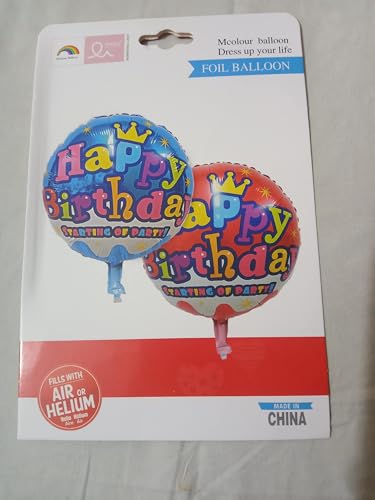 Mcolour balloon
Dress up your life
FOIL BALLOON
Happy
Birthday
STARTING OF PARTY!
Happy
Birthday
STARTING OF PARTY!
FILLS WITH
AIR OR
HELIUM
MADE IN
CHINA